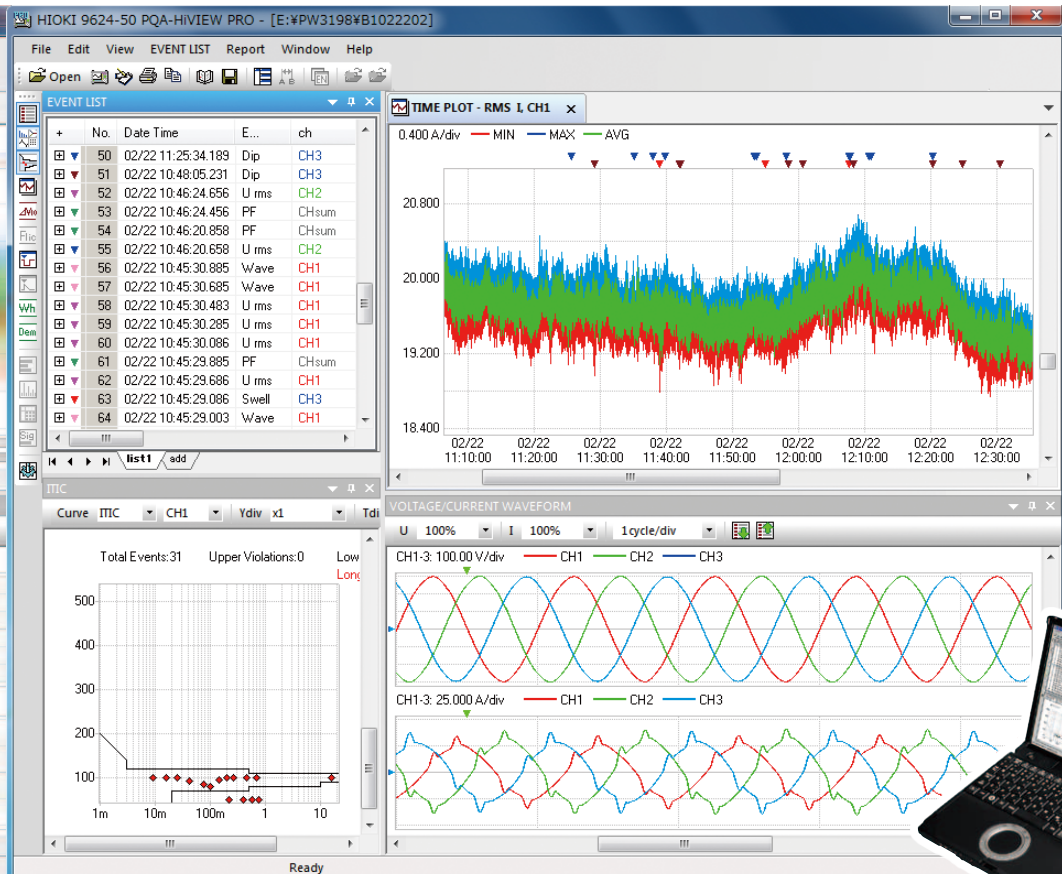 HIOKI 9624-50 PQA-HiVIEW PRO - [E:¥PW3198¥B1022202]
File Edit View EVENT LIST Report Window Help
Open
EVENT LIST
+ No. Date Time E... ch
50 02/22 11:25:34.189 Dip CH3
51 02/22 10:48:05.231 Dip CH3
52 02/22 10:46:24.656 U rms CH2
53 02/22 10:46:24.456 PF CHsum
54 02/22 10:46:20.858 PF CHsum
55 02/22 10:46:20.658 U rms CH2
56 02/22 10:45:30.885 Wave CH1
57 02/22 10:45:30.685 Wave CH1
58 02/22 10:45:30.483 U rms CH1
59 02/22 10:45:30.285 U rms CH1
60 02/22 10:45:30.086 U rms CH1
61 02/22 10:45:29.885 PF CHsum
62 02/22 10:45:29.686 U rms CH1
63 02/22 10:45:29.086 Swell CH3
64 02/22 10:45:29.003 Wave CH1
list1 add
Flic
Wh
Dem
Sig
TIME PLOT - RMS I, CH1 x
0.400 A/div MIN MAX AVG
20.800
20.000
19.200
18.400
02/22 02/22 02/22 02/22 02/22 02/22 02/22 02/22 02/22
11:10:00 11:20:00 11:30:00 11:40:00 11:50:00 12:00:00 12:10:00 12:20:00 12:30:00
ITIC
Curve ITIC CH1 Ydiv x1 Tdi
Total Events:31 Upper Violations:0 Low
Long
500
400
300
200
100
1m 10m 100m 1 10
VOLTAGE/CURRENT WAVEFORM
U 100% I 100% 1cycle/div
CH1-3: 100.00 V/div CH1 CH2 CH3
CH1-3: 25.000 A/div CH1 CH2 CH3
Ready